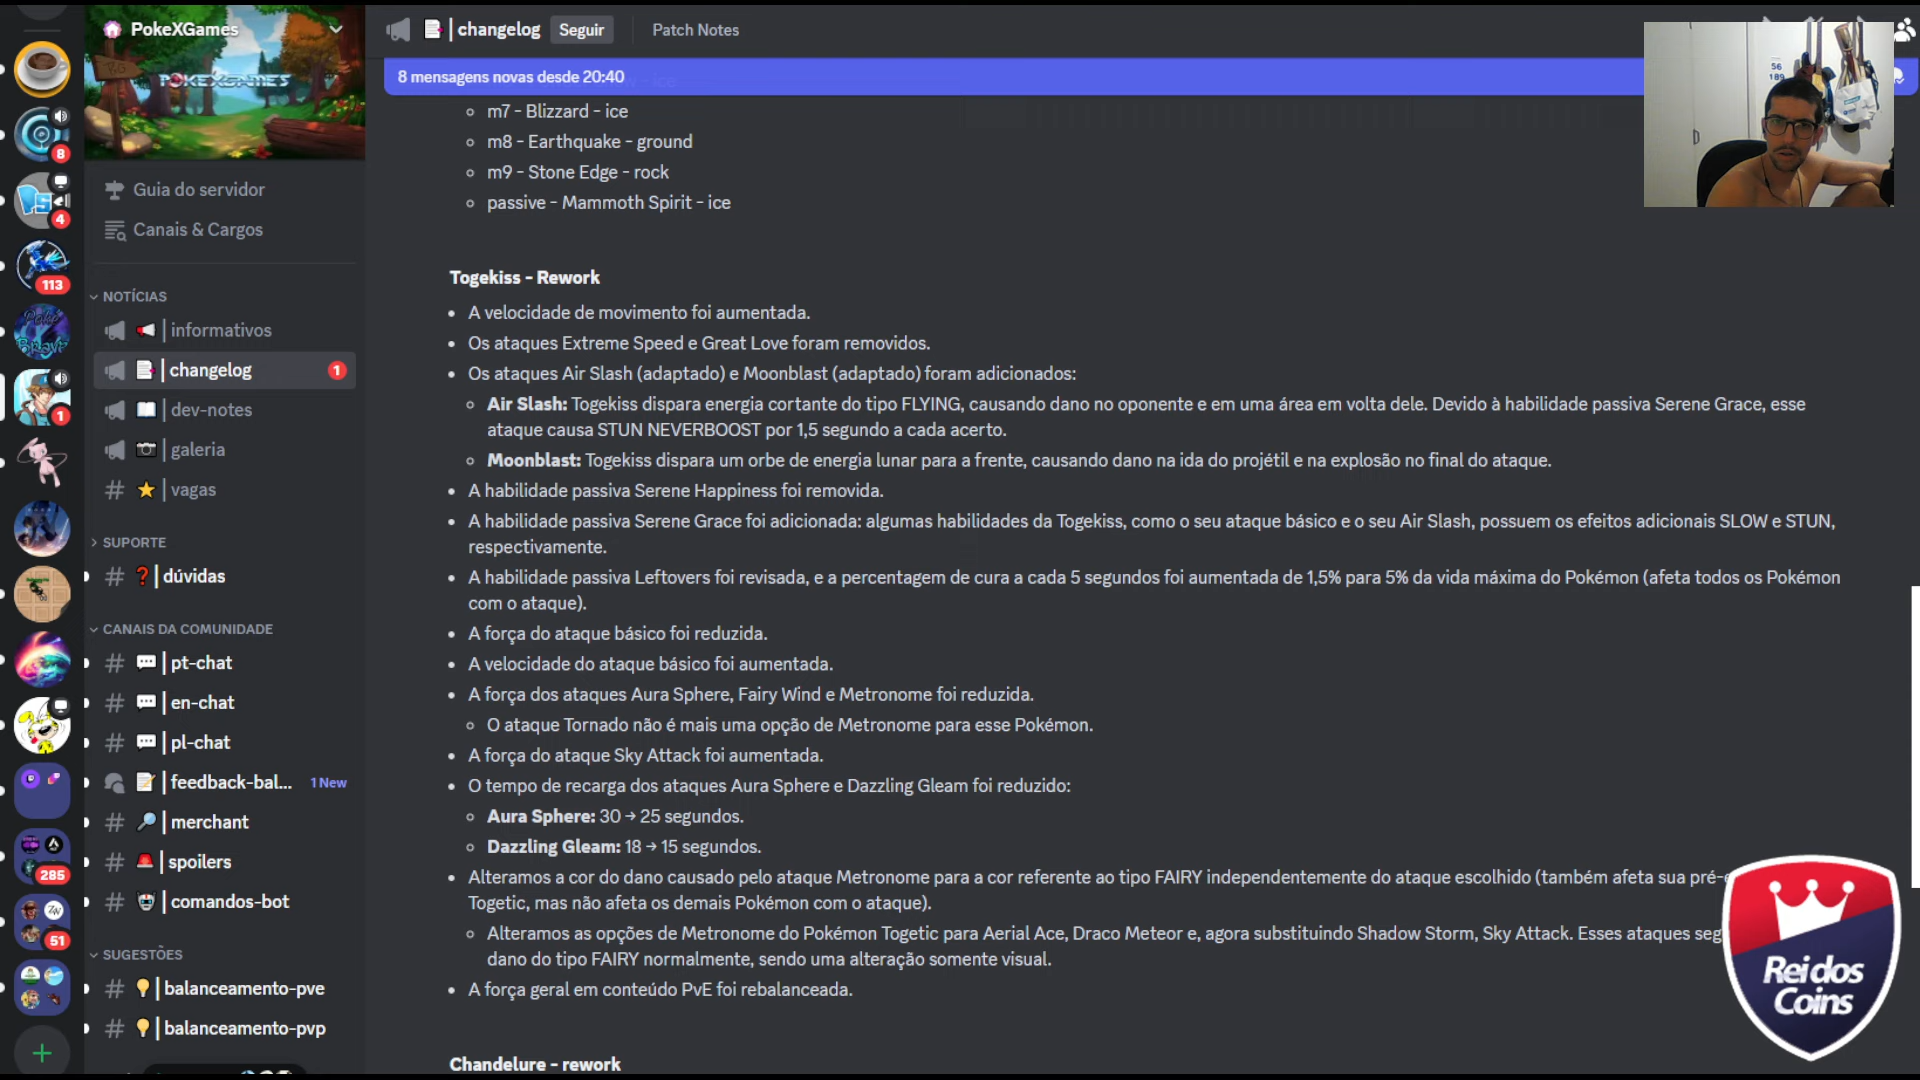 PokeXGames
POKEXGAMES
Guia do servidor
Canais & Cargos
NOTÍCIAS
informativos
changelog
1
dev-notes
galeria
vagas
SUPORTE
dúvidas
CANAIS DA COMUNIDADE
pt-chat
en-chat
pl-chat
feedback-bal... 1 New
merchant
spoilers
comandos-bot
SUGESTÕES
balanceamento-pve
balanceamento-pvp
8
4
113
1
285
51
changelog Seguir Patch Notes
8 mensagens novas desde 20:40
m7 - Blizzard - ice
m8 - Earthquake - ground
m9 - Stone Edge - rock
passive - Mammoth Spirit - ice
Togekiss - Rework
A velocidade de movimento foi aumentada.
Os ataques Extreme Speed e Great Love foram removidos.
Os ataques Air Slash (adaptado) e Moonblast (adaptado) foram adicionados:
Air Slash: Togekiss dispara energia cortante do tipo FLYING, causando dano no oponente e em uma área em volta dele. Devido à habilidade passiva Serene Grace, esse
ataque causa STUN NEVERBOOST por 1,5 segundo a cada acerto.
Moonblast: Togekiss dispara um orbe de energia lunar para a frente, causando dano na ida do projétil e na explosão no final do ataque.
A habilidade passiva Serene Happiness foi removida.
A habilidade passiva Serene Grace foi adicionada: algumas habilidades da Togekiss, como o seu ataque básico e o seu Air Slash, possuem os efeitos adicionais SLOW e STUN,
respectivamente.
A habilidade passiva Leftovers foi revisada, e a percentagem de cura a cada 5 segundos foi aumentada de 1,5% para 5% da vida máxima do Pokémon (afeta todos os Pokémon
com o ataque).
A força do ataque básico foi reduzida.
A velocidade do ataque básico foi aumentada.
A força dos ataques Aura Sphere, Fairy Wind e Metronome foi reduzida.
O ataque Tornado não é mais uma opção de Metronome para esse Pokémon.
A força do ataque Sky Attack foi aumentada.
O tempo de recarga dos ataques Aura Sphere e Dazzling Gleam foi reduzido:
Aura Sphere: 30 → 25 segundos.
Dazzling Gleam: 18 → 15 segundos.
Alteramos a cor do dano causado pelo ataque Metronome para a cor referente ao tipo FAIRY independentemente do ataque escolhido (também afeta sua pré-e
Togetic, mas não afeta os demais Pokémon com o ataque).
Alteramos as opções de Metronome do Pokémon Togetic para Aerial Ace, Draco Meteor e, agora substituindo Shadow Storm, Sky Attack. Esses ataques seg
dano do tipo FAIRY normalmente, sendo uma alteração somente visual.
A força geral em conteúdo PvE foi rebalanceada.
Chandelure - rework
56
189
Rei dos
Coins